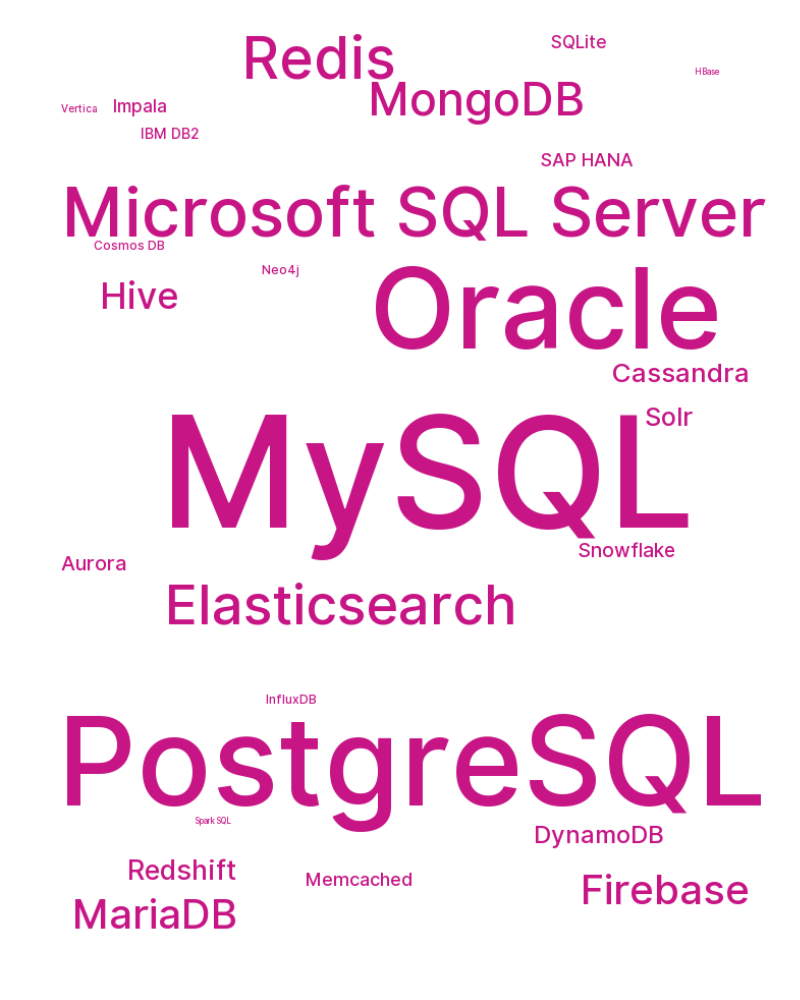 Redis
SQLite
HBase
MongoDB
Vertica
Impala
IBM DB2
SAP HANA
Microsoft SQL Server
Cosmos DB
Neo4j
Hive
Oracle
Cassandra
Solr
MySQL
Snowflake
Aurora
Elasticsearch
InfluxDB
PostgreSQL
Spark SQL
DynamoDB
Redshift
Memcached
Firebase
MariaDB